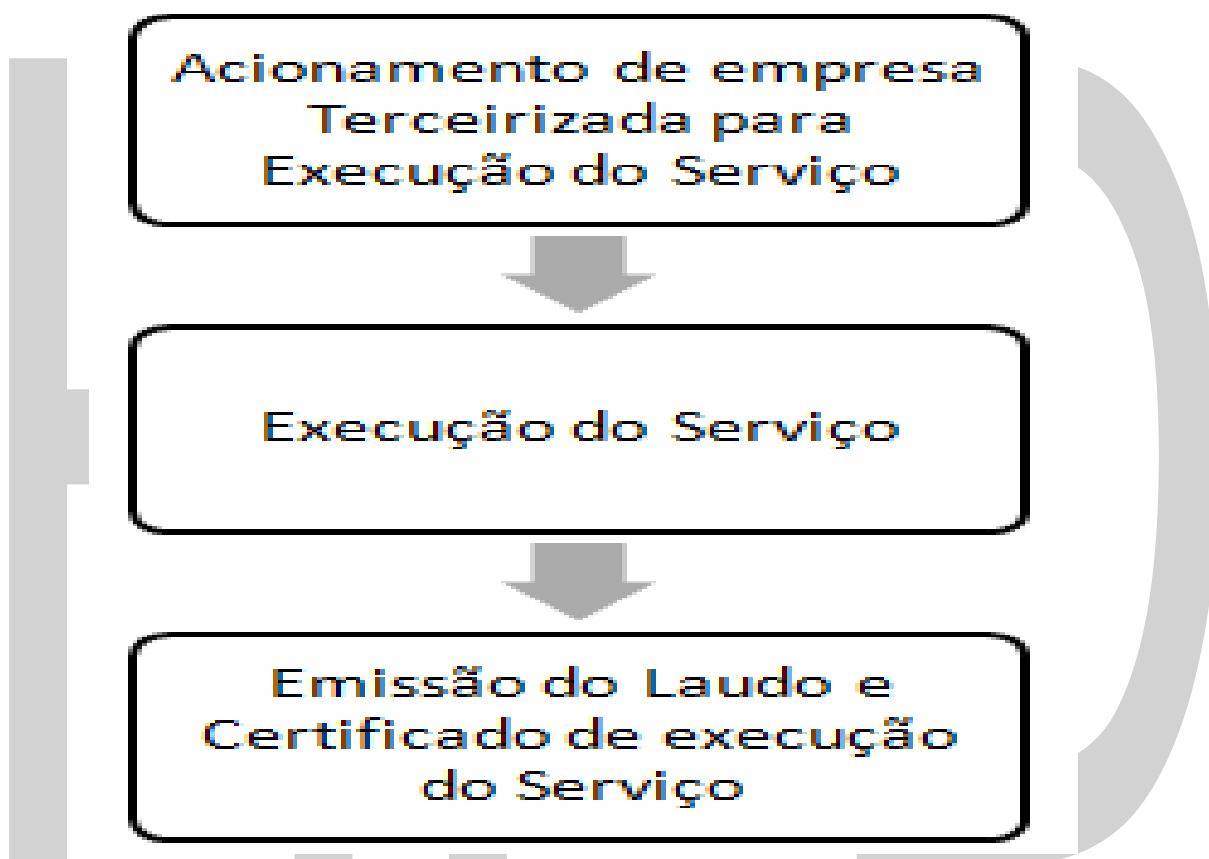 Acionamento de empresa
Terceirizada para
Execução do Serviço
Execução do Serviço
Emissão do Laudo e
Certificado de execução
do Serviço